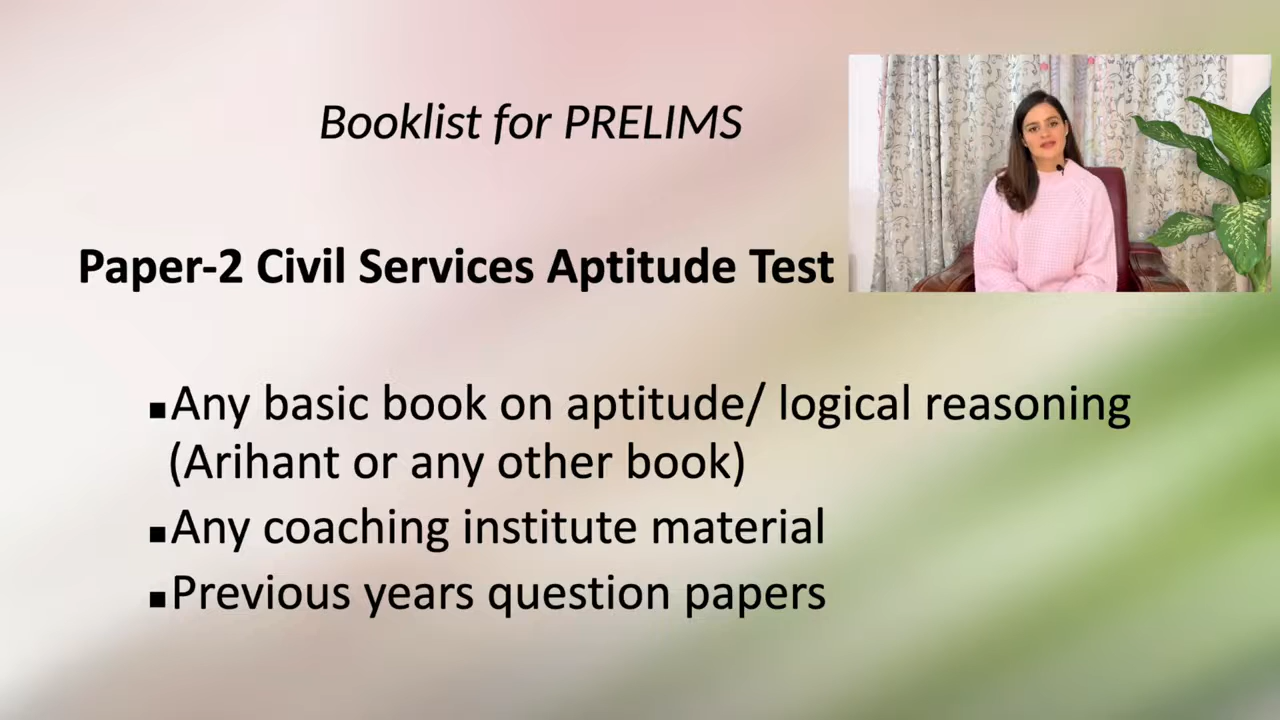 Booklist for PRELIMS
Paper-2 Civil Services Aptitude Test
▪Any basic book on aptitude/ logical reasoning
(Arihant or any other book)
▪Any coaching institute material
▪Previous years question papers